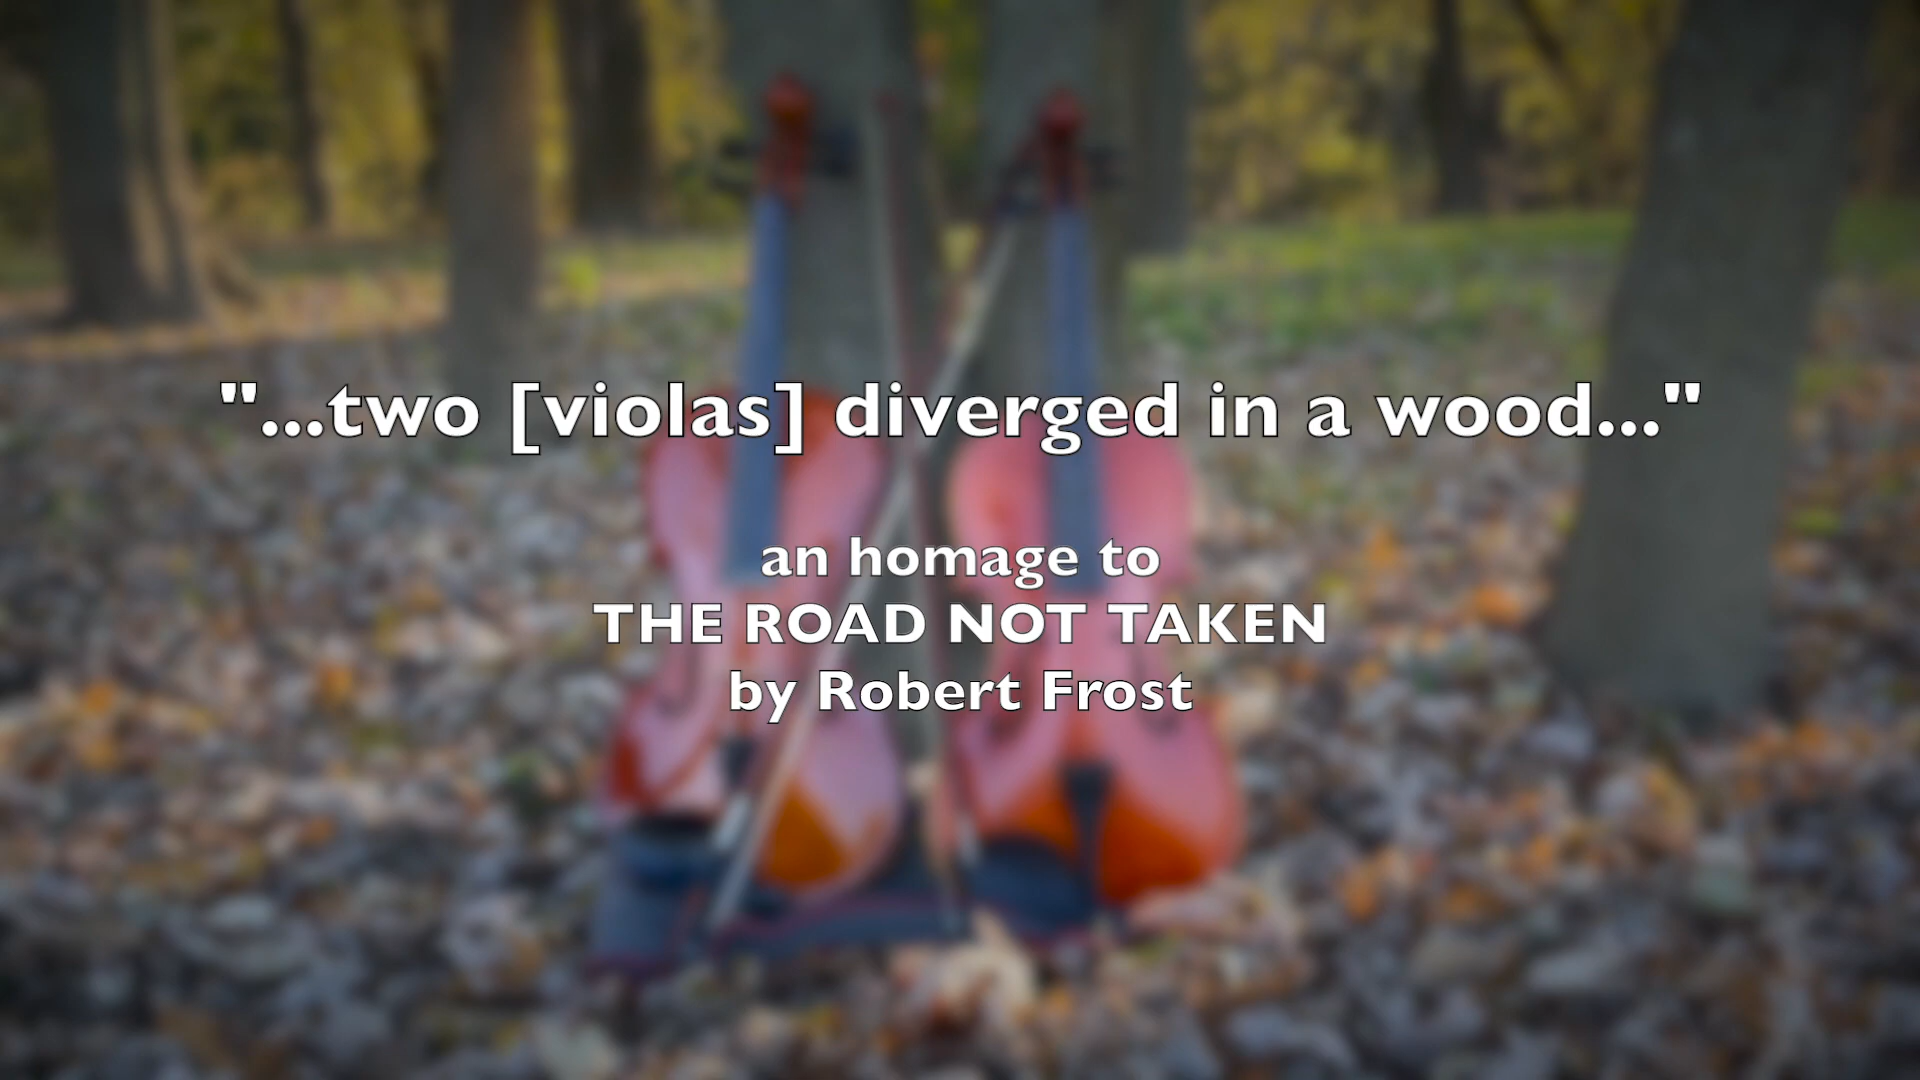 "...two [violas] diverged in a wood..."
an homage to
THE ROAD NOT TAKEN
by Robert Frost